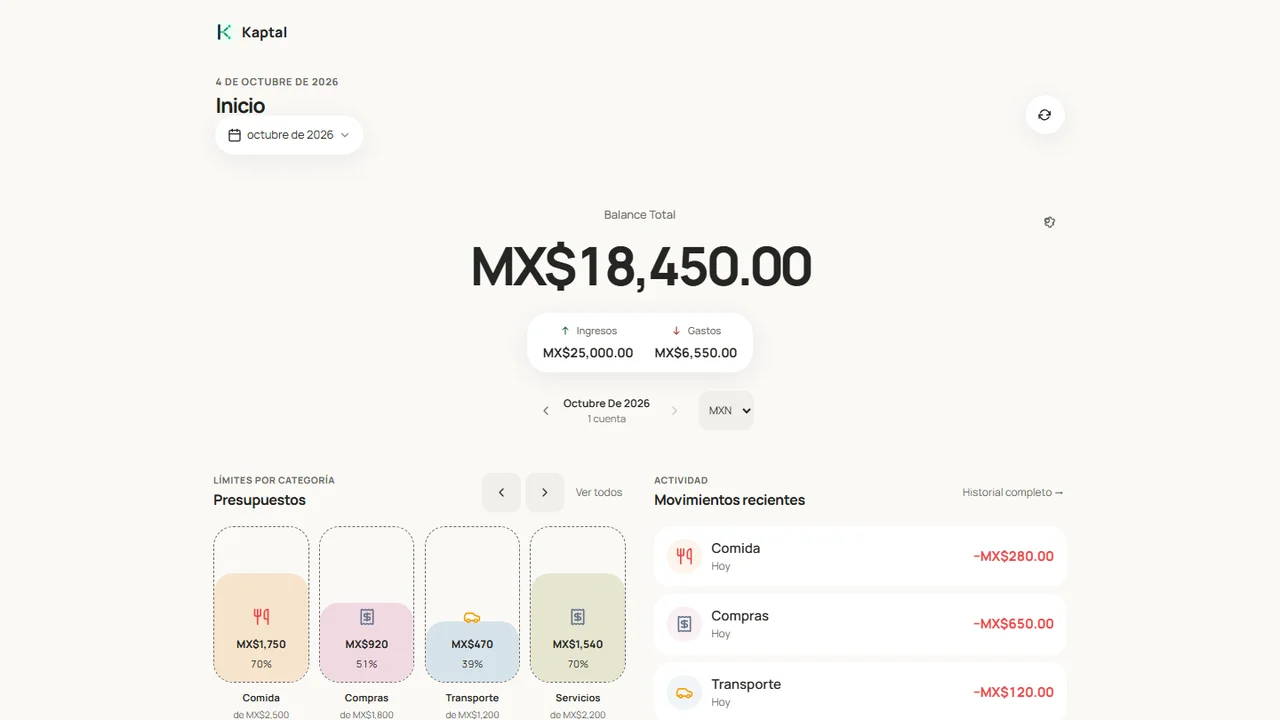 Kaptal
4 DE OCTUBRE DE 2026
Inicio
octubre de 2026
Balance Total
MX$18,450.00
Ingresos
MX$25,000.00
Gastos
MX$6,550.00
Octubre De 2026
1 cuenta
MXN
LÍMITES POR CATEGORÍA
Presupuestos
Ver todos
MX$1,750
70%
Comida
de MX$2,500
MX$920
51%
Compras
de MX$1,800
MX$470
39%
Transporte
de MX$1,200
MX$1,540
70%
Servicios
de MX$2,200
ACTIVIDAD
Movimientos recientes
Historial completo →
Comida
Hoy
-MX$280.00
Compras
Hoy
-MX$650.00
Transporte
Hoy
-MX$120.00